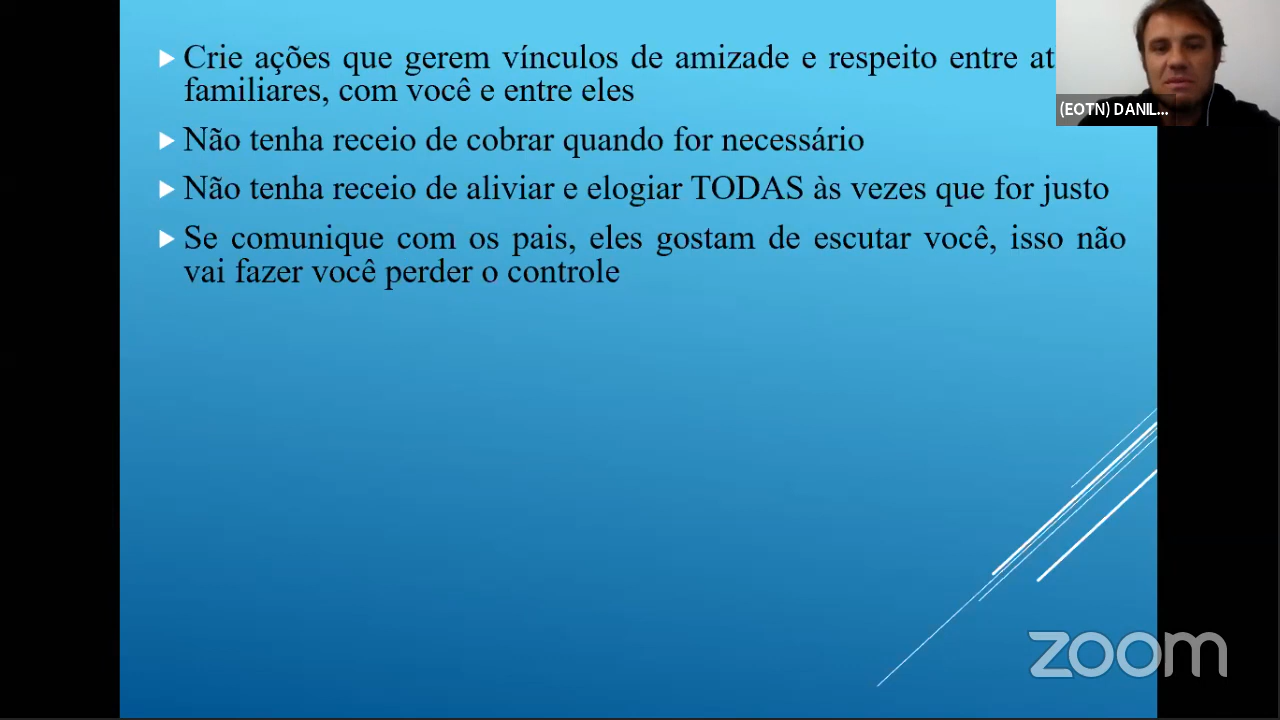 Crie ações que gerem vínculos de amizade e respeito entre
familiares, com você e entre eles
Não tenha receio de cobrar quando for necessário
Não tenha receio de aliviar e elogiar TODAS às vezes que for justo
Se comunique com os pais, eles gostam de escutar você, isso não
vai fazer você perder o controle
(EOTN) DANIL...
zoom